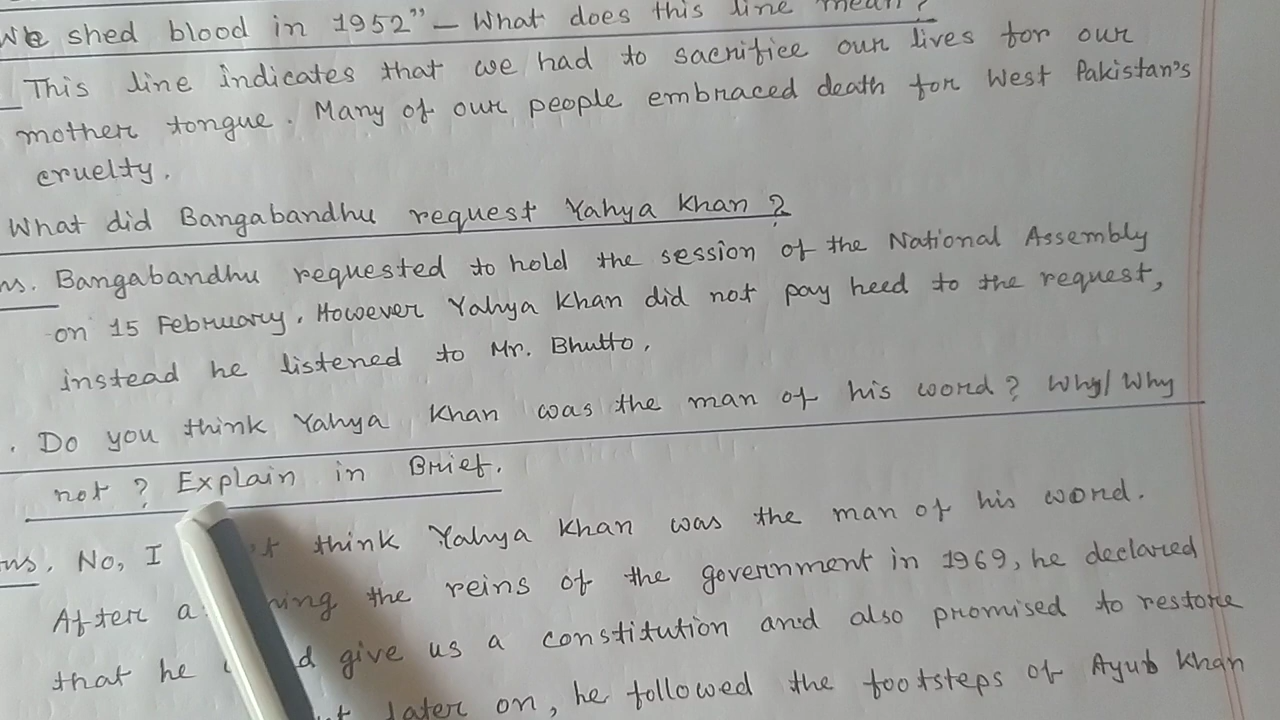 We shed blood in 1952" – What does this line mean?
This line indicates that we had to sacrifice our lives for our
mother tongue. Many of our people embraced death for West Pakistan's
cruelty.
What did Bangabandhu request Yahya Khan ?
ns. Bangabandhu requested to hold the session of the National Assembly
on 15 February. However Yahya Khan did not pay heed to the request,
instead he listened to Mr. Bhutto.
. Do you think Yahya Khan was the man of his word? Why/Why
not ? Explain in Brief.
ns. No, I think Yahya Khan was the man of his word.
After the reins of the government in 1969, he declared
that he give us a constitution and also promised to restore
later on, he followed the footsteps of Ayub Khan